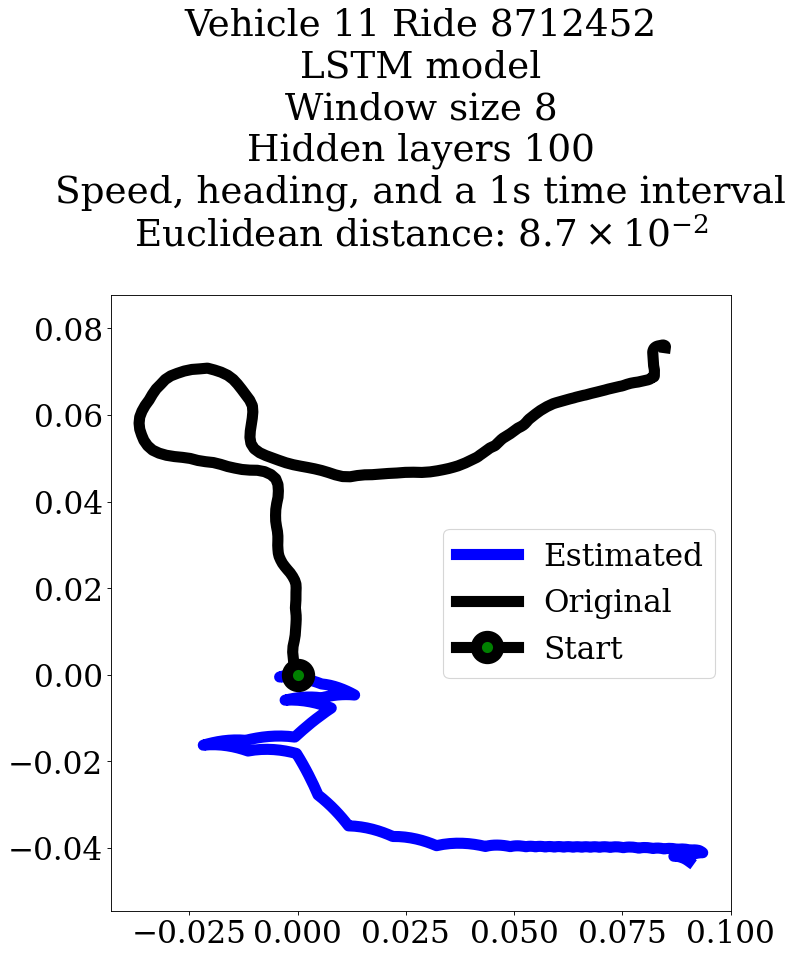 Vehicle 11 Ride 8712452
LSTM model
Window size 8
Hidden layers 100
Speed, heading, and a 1s time interval
Euclidean distance: 8.7 × 10⁻²
0.08
0.06
0.04
0.02
0.00
−0.02
−0.04
Estimated
Original
Start
−0.025 0.000 0.025 0.050 0.075 0.100